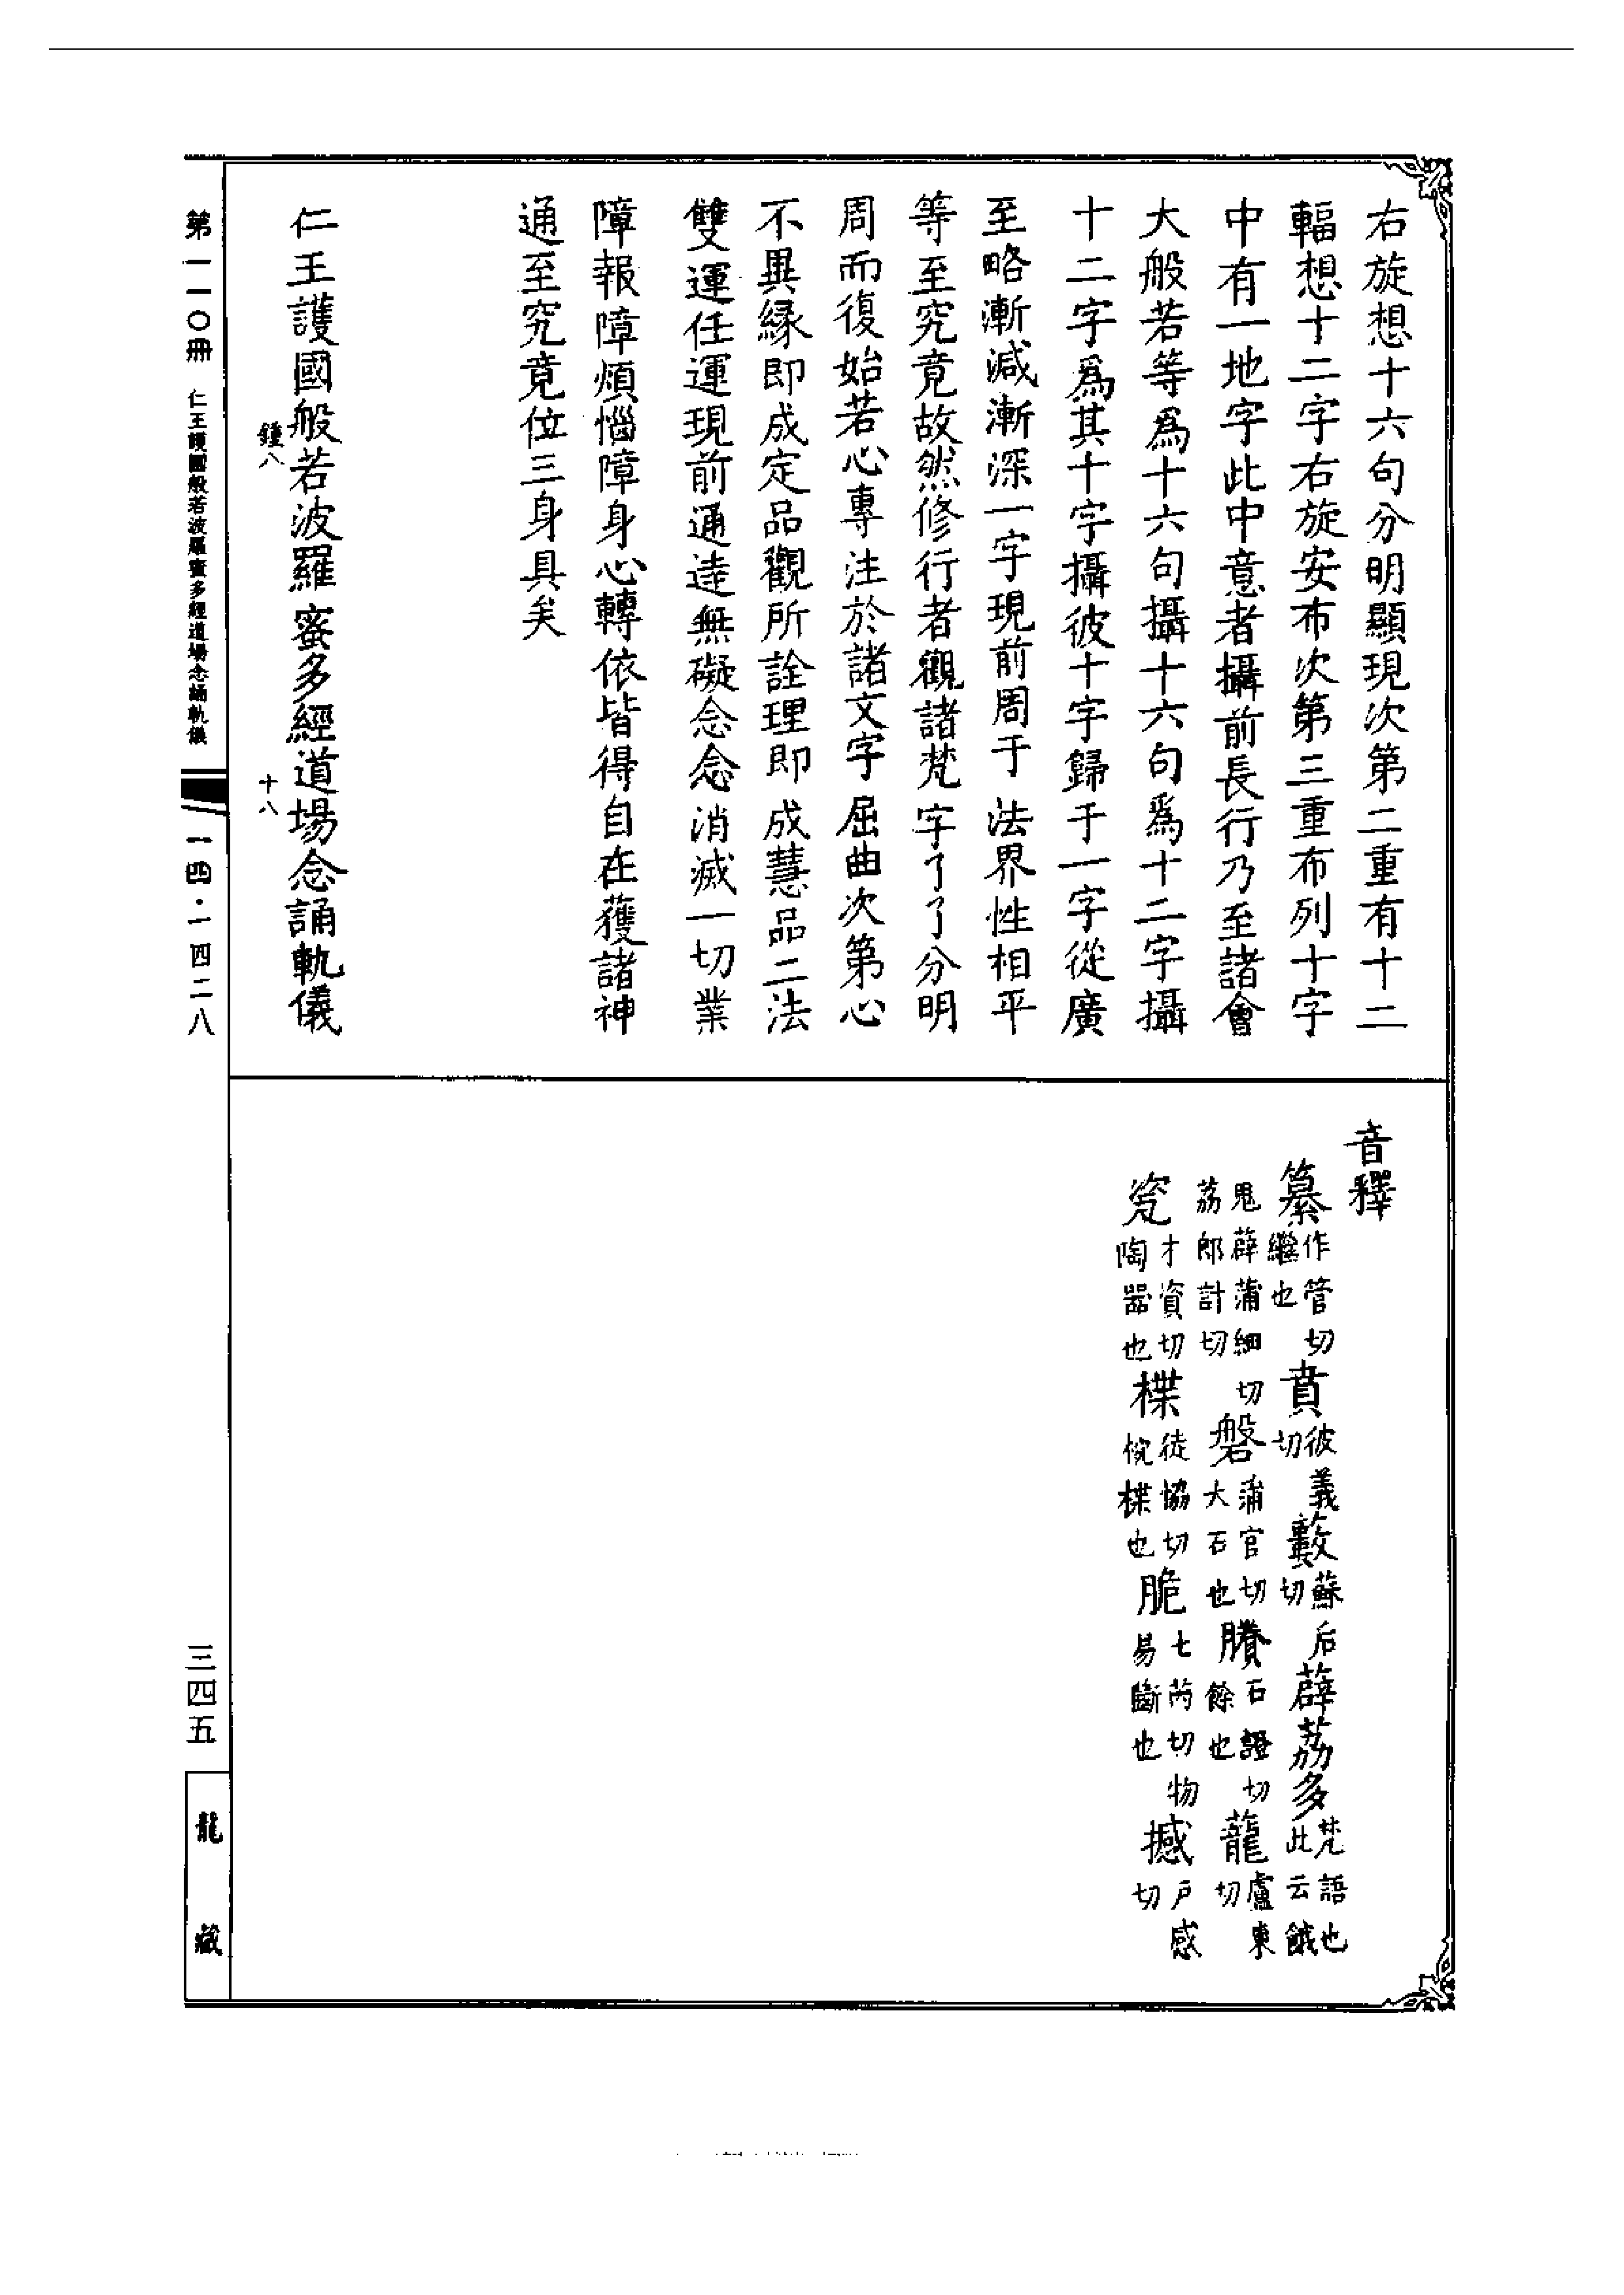 右旋想十六句分明顯現次第二重有十二
輻想十二字右旋安布次第三重布列十字
中有一地字此中意者攝前長行乃至諸會
大般若等爲十六句攝十六句爲十二字攝
十二字爲其十字攝彼十字歸于一字從廣
至略漸減漸深一字現前周于法界性相平
等至究竟故然修行者觀諸梵字了了分明
周而復始若心專注於諸文字屈曲次第心
不異緣即成定品觀所詮理即成慧品二法
雙運任運現前通達無礙念念消滅一切業
障報障煩惱障身心轉依皆得自在獲諸神
通至究竟位三身具矣
仁王護國般若波羅蜜多經道場念誦軌儀
鍾八
十八
音釋
纂作管切繼也 賁彼義切 藪蘇后切 薜荔多梵語也此云餓
鬼薜蒲細切荔郎計切 磐蒲官切大石也 賸石證切餘也 蘢盧東切
瓷才資切陶器也 楪徒協切椀楪也 脆七芮切物易斷也 撼戶感切
第一一〇冊 仁王護國般若波羅蜜多經道場念誦軌儀
一四·一四二八
三四五
龍藏